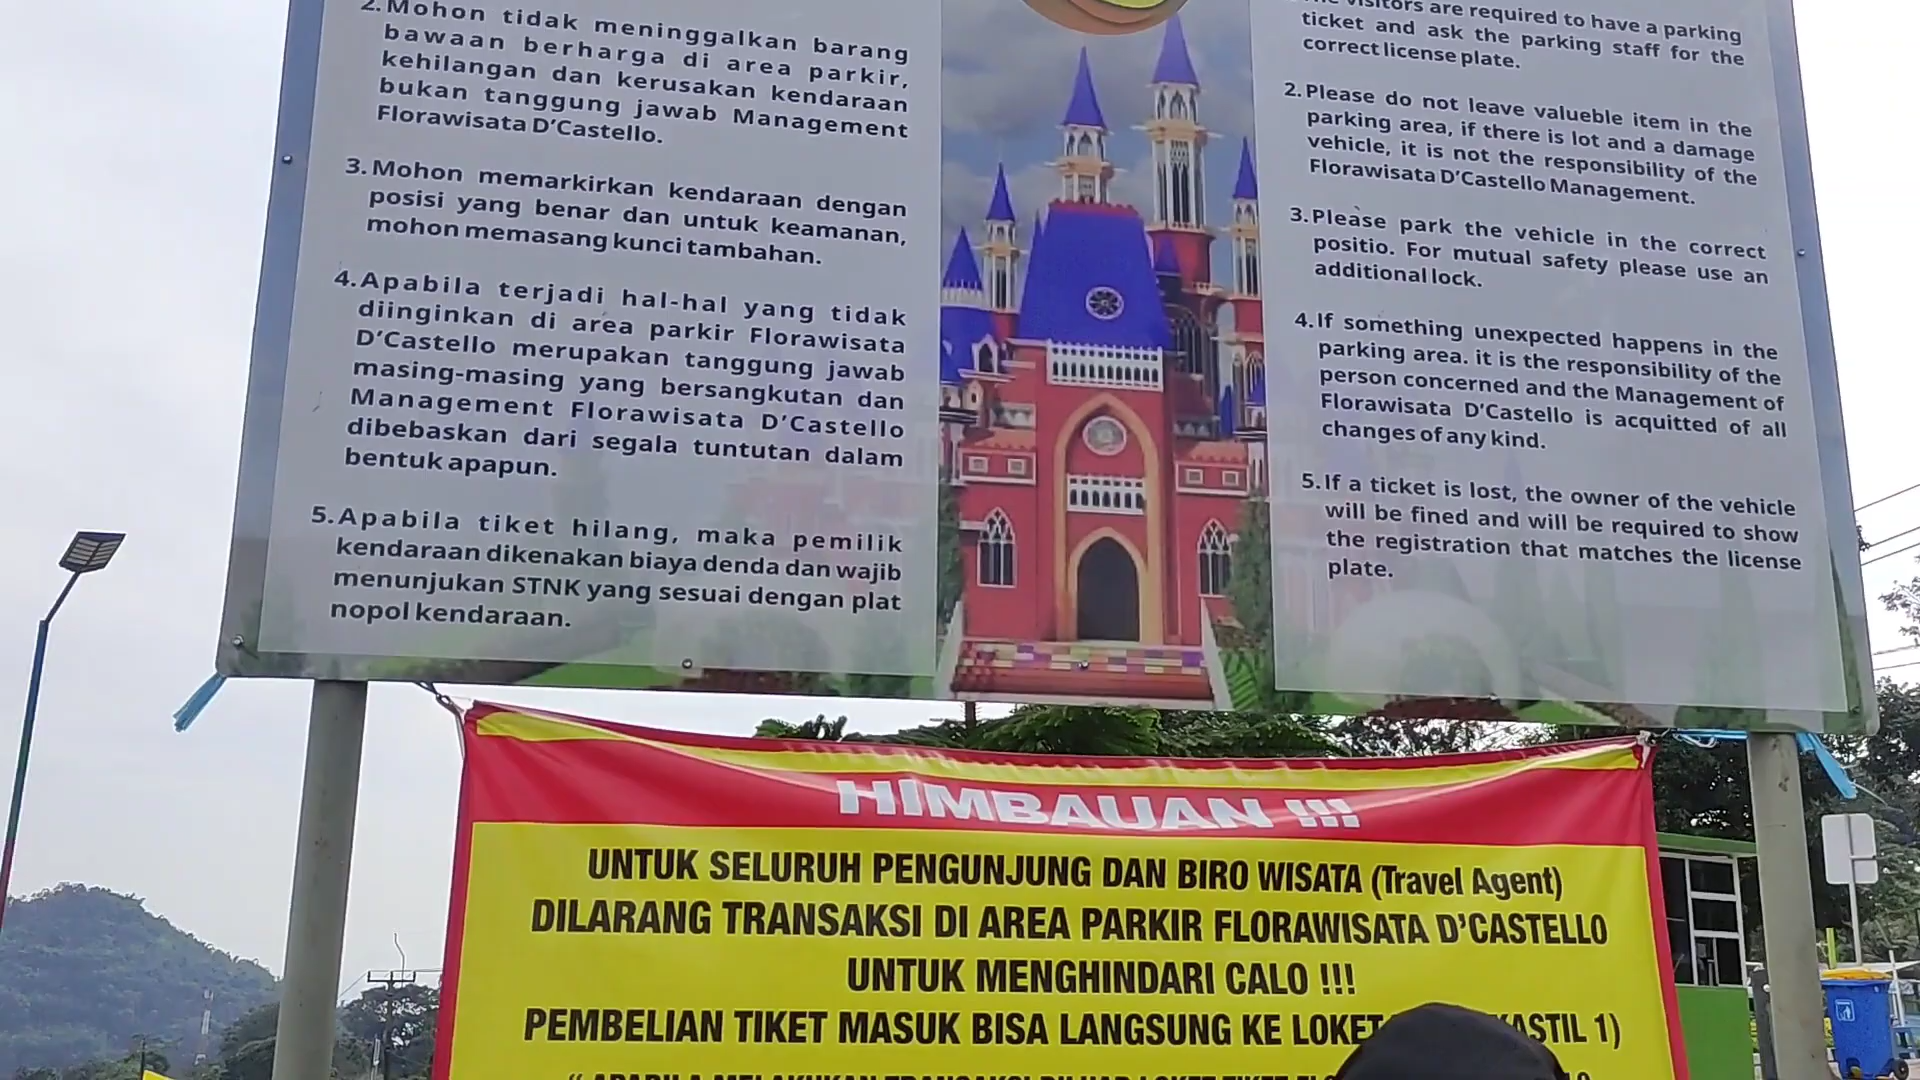 2. Mohon tidak meninggalkan barang
bawaan berharga di area parkir,
kehilangan dan kerusakan kendaraan
bukan tanggung jawab Management
Florawisata D'Castello.
3. Mohon memarkirkan kendaraan dengan
posisi yang benar dan untuk keamanan,
mohon memasang kunci tambahan.
4. Apabila terjadi hal-hal yang tidak
diinginkan di area parkir Florawisata
D'Castello merupakan tanggung jawab
masing-masing yang bersangkutan dan
Management Florawisata D'Castello
dibebaskan dari segala tuntutan dalam
bentuk apapun.
5. Apabila tiket hilang, maka pemilik
kendaraan dikenakan biaya denda dan wajib
menunjukan STNK yang sesuai dengan plat
nopol kendaraan.
visitors are required to have a parking
ticket and ask the parking staff for the
correct license plate.
2. Please do not leave valueble item in the
parking area, if there is lot and a damage
vehicle, it is not the responsibility of the
Florawisata D'Castello Management.
3. Please park the vehicle in the correct
positio. For mutual safety please use an
additional lock.
4. If something unexpected happens in the
parking area. it is the responsibility of the
person concerned and the Management of
Florawisata D'Castello is acquitted of all
changes of any kind.
5. If a ticket is lost, the owner of the vehicle
will be fined and will be required to show
the registration that matches the license
plate.
HIMBAUAN !!!
UNTUK SELURUH PENGUNJUNG DAN BIRO WISATA (Travel Agent)
DILARANG TRANSAKSI DI AREA PARKIR FLORAWISATA D'CASTELLO
UNTUK MENGHINDARI CALO !!!
PEMBELIAN TIKET MASUK BISA LANGSUNG KE LOKET KASTIL 1)
" APABILA MELAKUKAN TRANSAKSI DILUAR LOKET TIKET